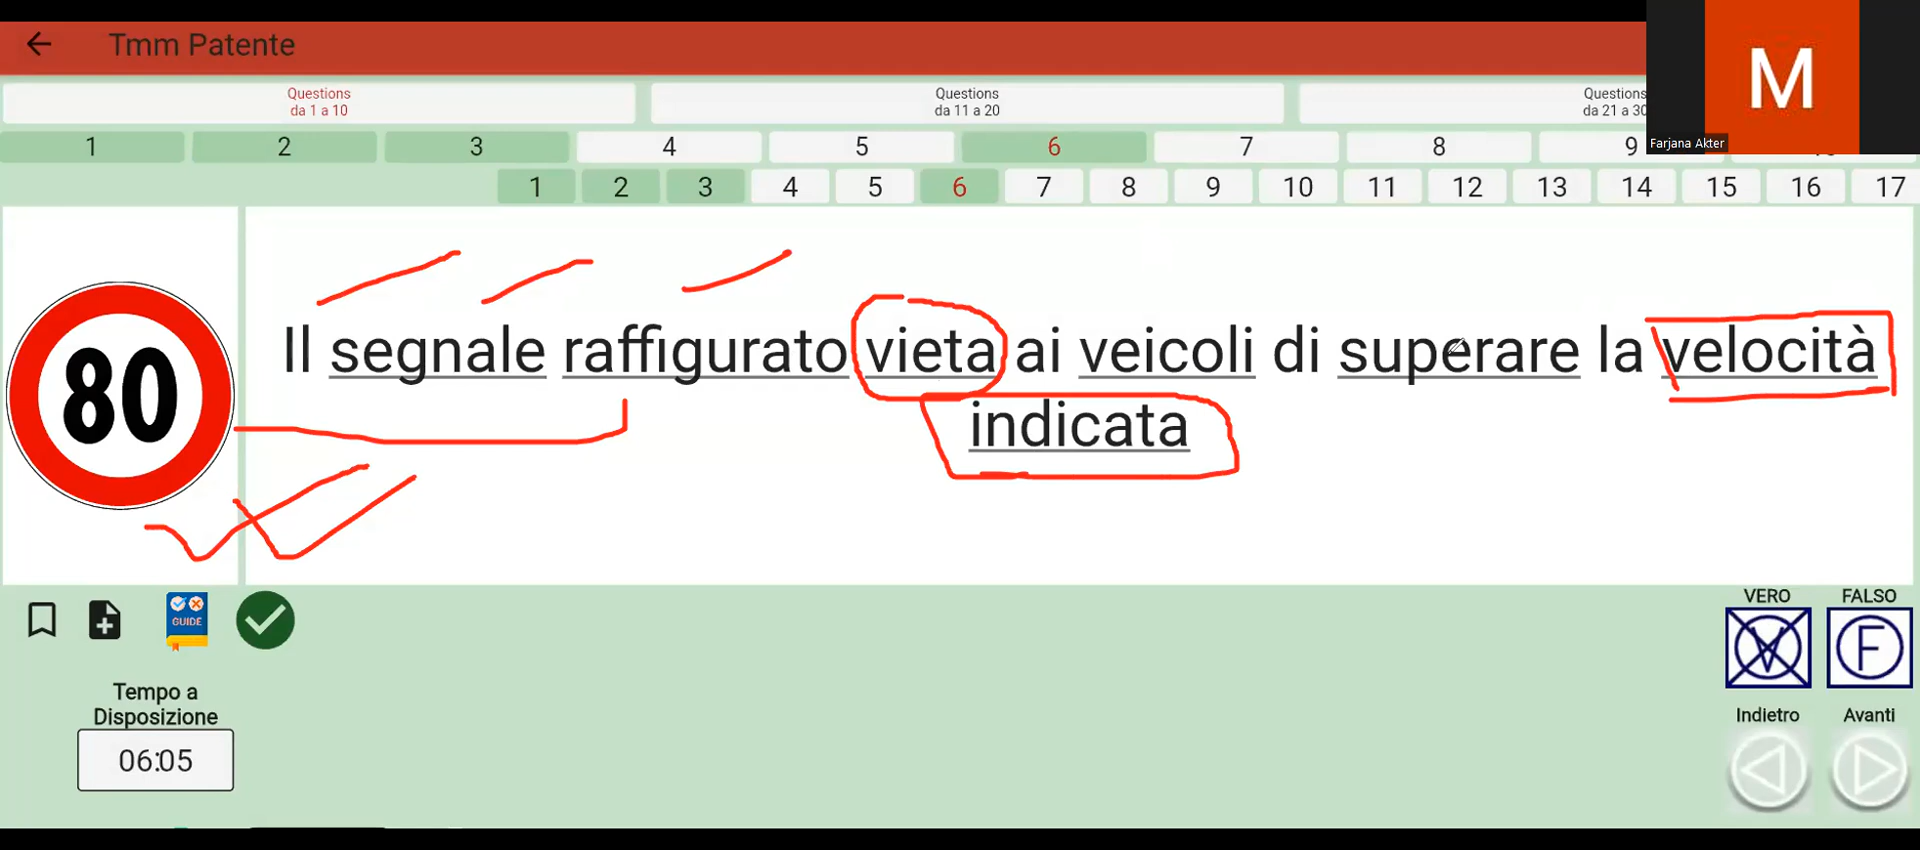 Tmm Patente
M
Farjana Akter
Questions
da 1 a 10
Questions
da 11 a 20
Questions
da 21 a 30
1 2 3 4 5 6 7 8 9
1 2 3 4 5 6 7 8 9 10 11 12 13 14 15 16 17
80
Il segnale raffigurato vieta ai veicoli di superare la velocità
indicata
GUIDE
VERO FALSO
V F
Tempo a
Disposizione
06:05
Indietro Avanti